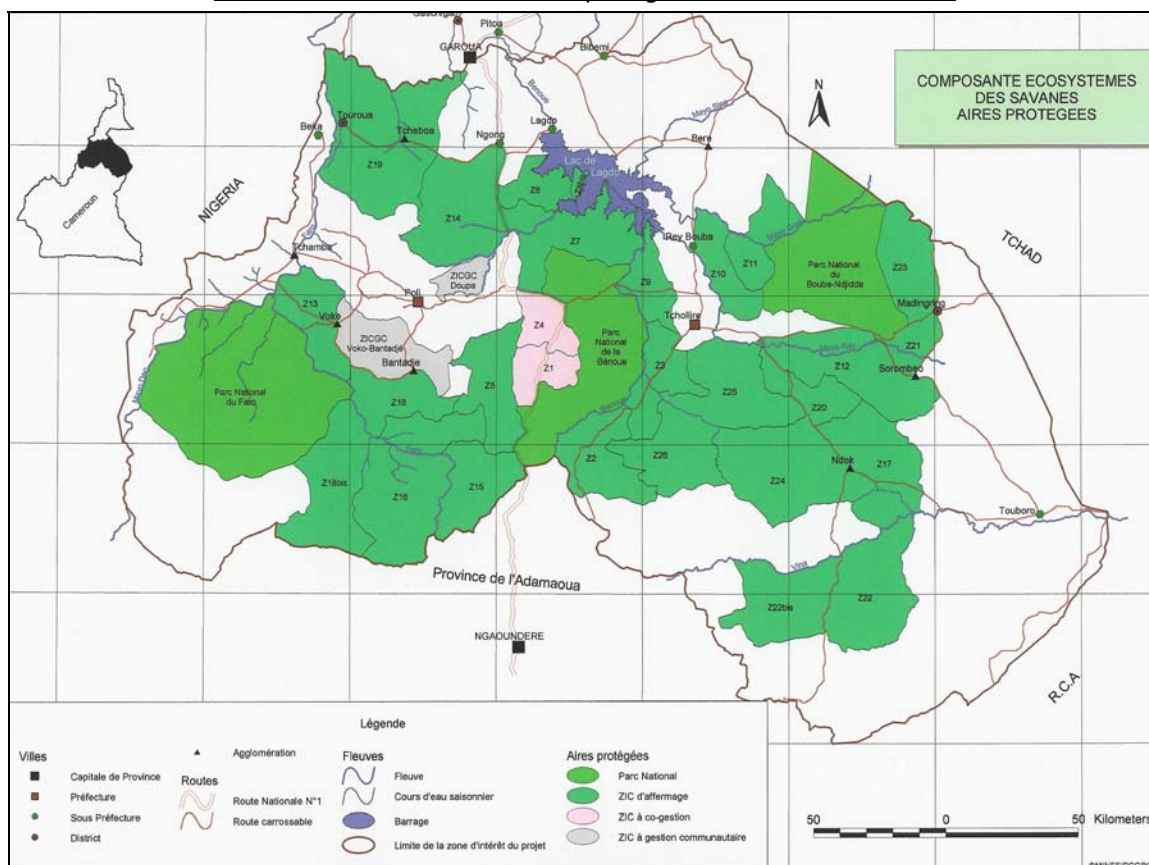 Pitoa
GAROUA
Bibemi
COMPOSANTE ECOSYSTEMES
DES SAVANES
AIRES PROTEGEES
N
Benoue
Lagdo
Touroua
Beka
Tcheboa
Ngong
Bere
Z19
Z8
Lac de
Lagdo
Cameroun
NIGERIA
Z14
Z7
Rey Bouba
Tchamba
ZICGC
Doupa
Z9
Z10
Z11
Parc National
du
Bouba-Ndjidda
Z23
TCHAD
Z13
Poli
Voko
Z4
Tchollire
Madingring
ZICGC
Voko-Bantadjé
Parc
National
de la
Bénoue
Z1
Bantadje
Z5
Z3
Z12
Z21
Sorombeo
Parc National
du Faro
Z18
Z25
Z20
Z2
Z26
Ndok
Z17
Z18bis
Z16
Z15
Z24
Touboro
Vina
Province de l'Adamaoua
Z22bis
Z22
NGAOUNDERE
R.C.A
Légende
Villes
Capitale de Province
Préfecture
Sous Préfecture
District
Agglomération
Routes
Route Nationale N°1
Route carrossable
Fleuves
Fleuve
Cours d'eau saisonnier
Barrage
Limite de la zone d'intérêt du projet
Aires protégées
Parc National
ZIC d'affermage
ZIC à co-gestion
ZIC à gestion communautaire
50 0 50 Kilometers